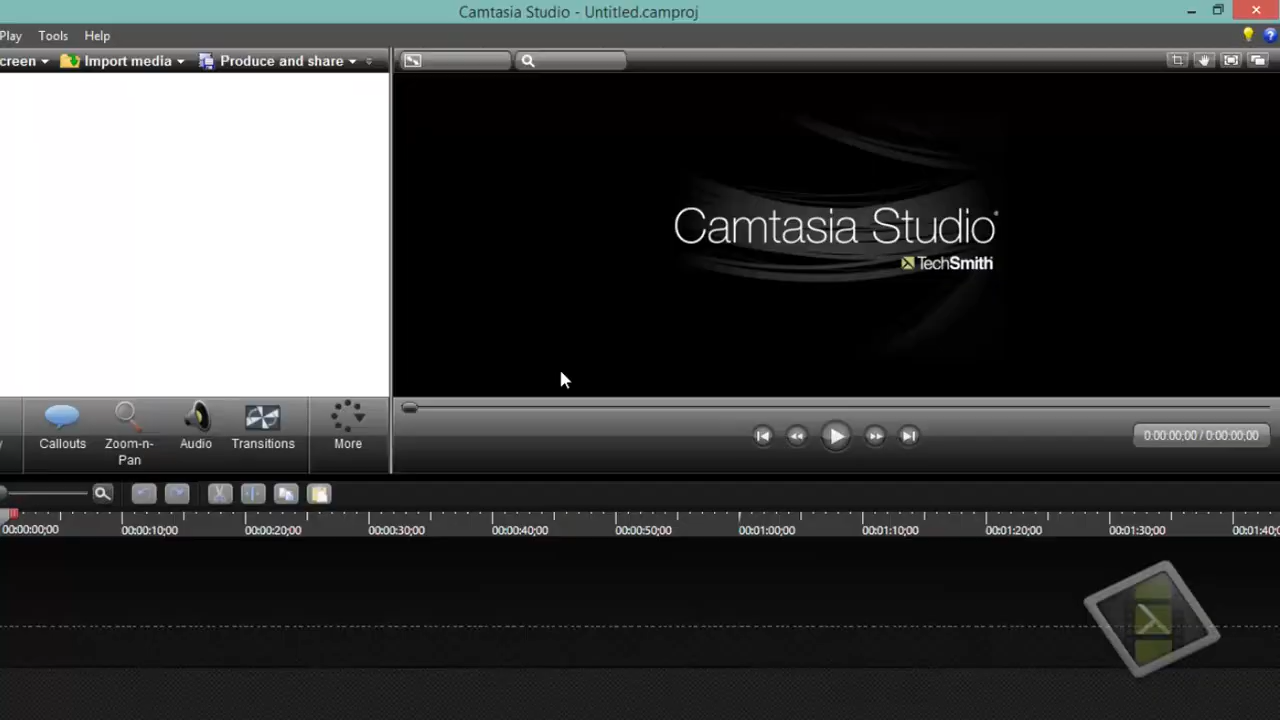 Camtasia Studio - Untitled.camproj
Play Tools Help
creen Import media Produce and share
Camtasia Studio
TechSmith
Callouts Zoom-n-Pan Audio Transitions More
0:00:00;00 / 0:00:00;00
00:00:00;00 00:00:10;00 00:00:20;00 00:00:30;00 00:00:40;00 00:00:50;00 00:01:00;00 00:01:10;00 00:01:20;00 00:01:30;00 00:01:40;0